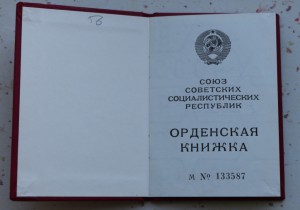 СОЮЗ
СОВЕТСКИХ
СОЦИАЛИСТИЧЕСКИХ
РЕСПУБЛИК
ОРДЕНСКАЯ
КНИЖКА
М № 133587